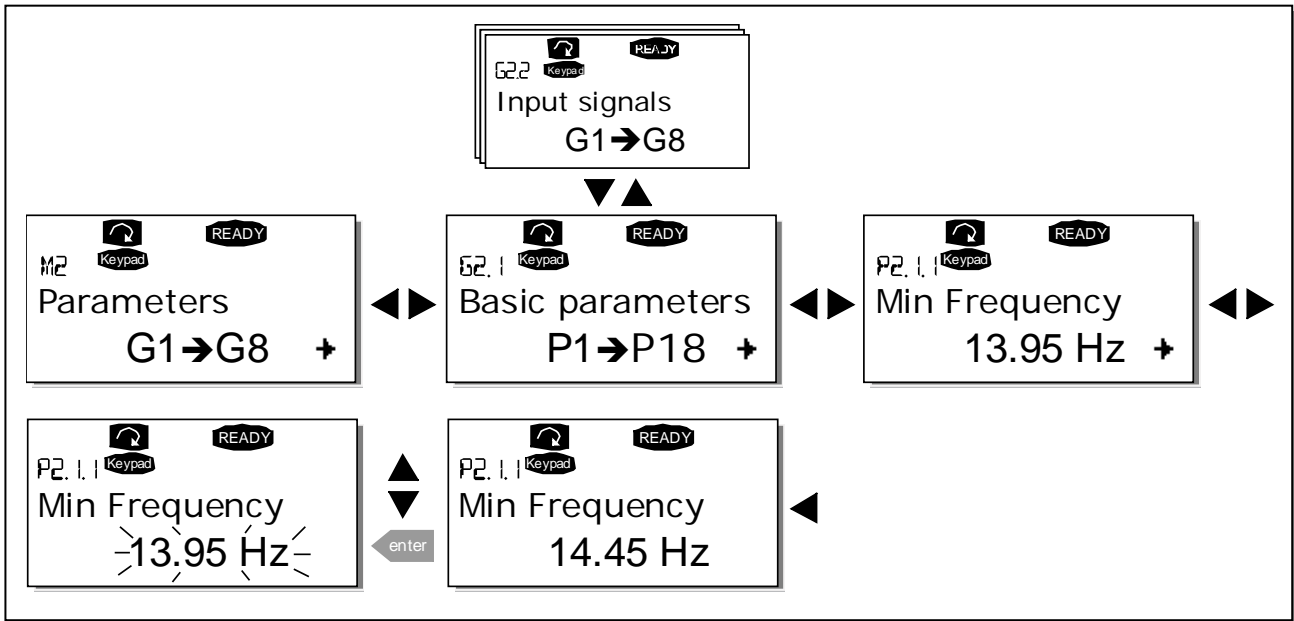 READY
G2.2 Keypad
Input signals
G1➔G8
READY
M2 Keypad
Parameters
G1➔G8
READY
G2.1 Keypad
Basic parameters
P1➔P18
READY
P2.1.1 Keypad
Min Frequency
13.95 Hz
READY
P2.1.1 Keypad
Min Frequency
13.95 Hz
enter
READY
P2.1.1 Keypad
Min Frequency
14.45 Hz